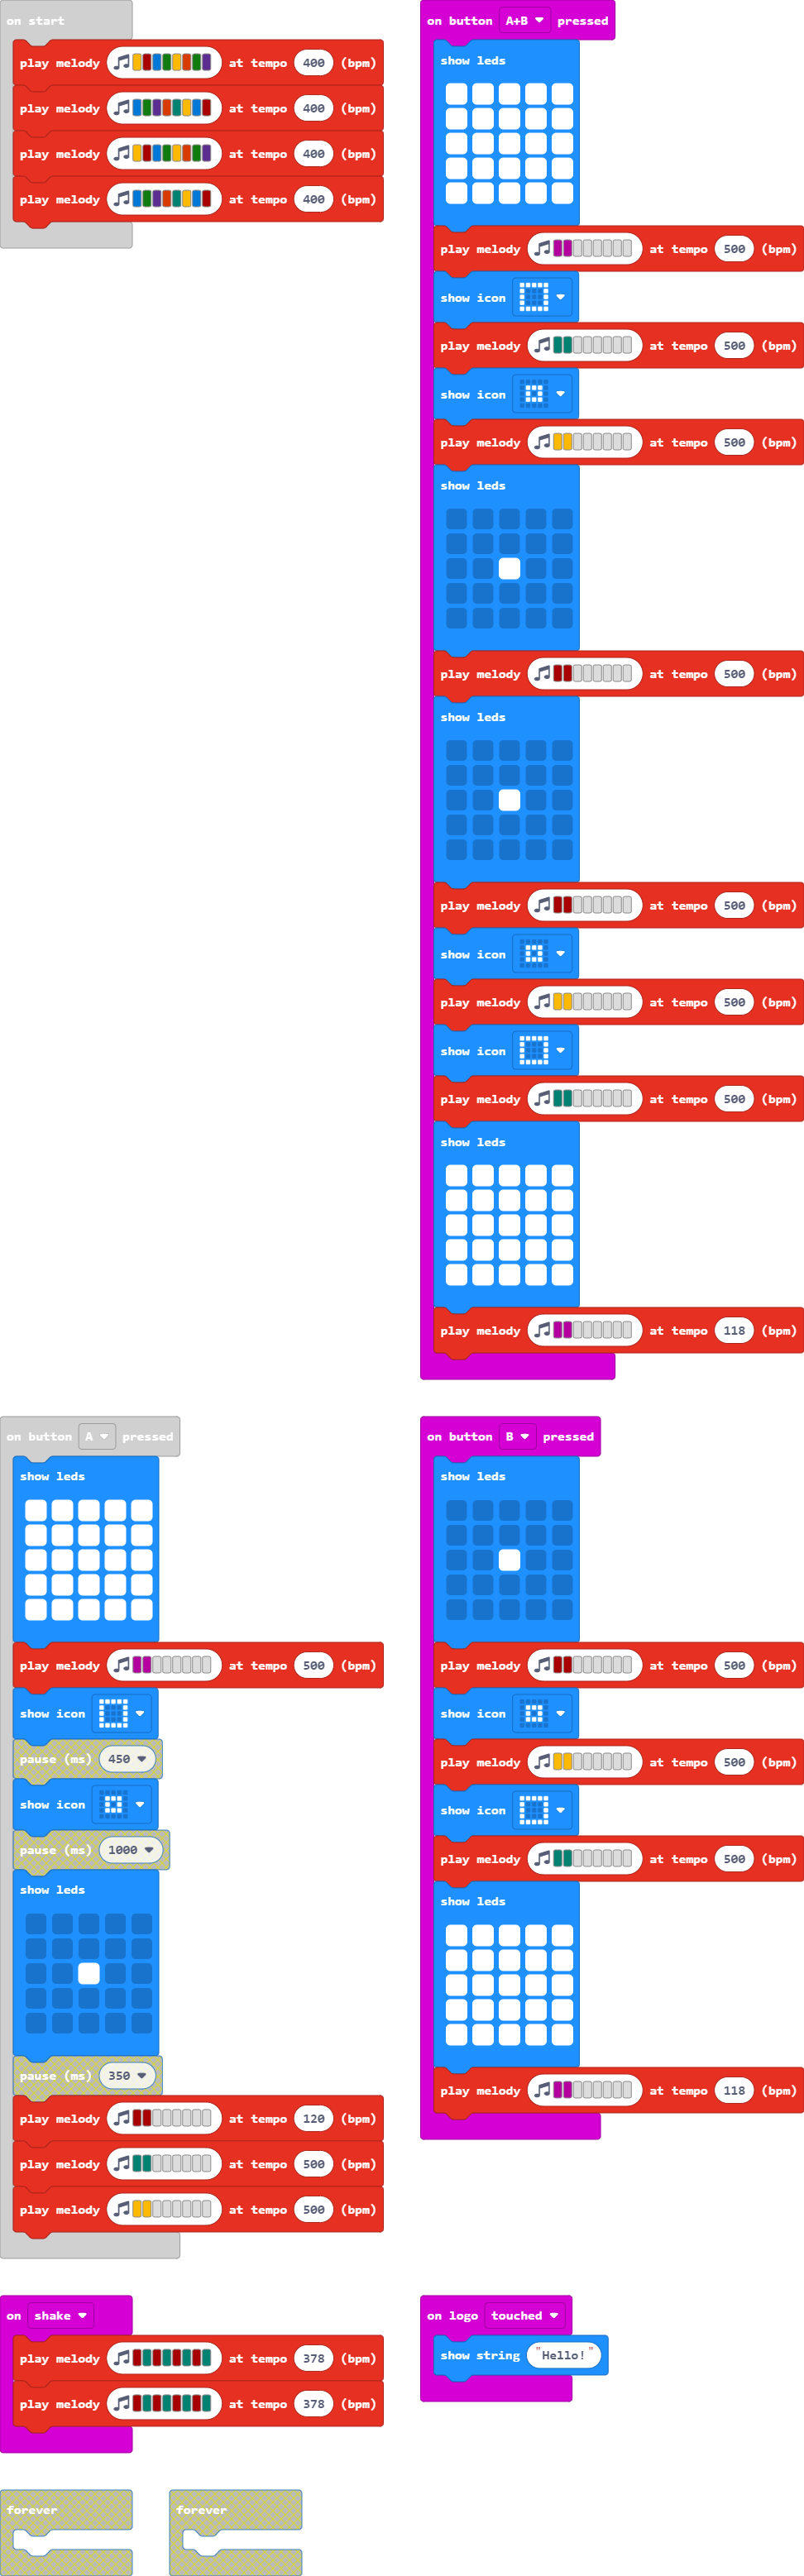 on start
play melody at tempo 400 (bpm)
play melody at tempo 400 (bpm)
play melody at tempo 400 (bpm)
play melody at tempo 400 (bpm)
on button A+B pressed
show leds
play melody at tempo 500 (bpm)
show icon
play melody at tempo 500 (bpm)
show icon
play melody at tempo 500 (bpm)
show leds
play melody at tempo 500 (bpm)
show leds
play melody at tempo 500 (bpm)
show icon
play melody at tempo 500 (bpm)
show icon
play melody at tempo 500 (bpm)
show leds
play melody at tempo 118 (bpm)
on button A pressed
show leds
play melody at tempo 500 (bpm)
show icon
pause (ms) 450
show icon
pause (ms) 1000
show leds
pause (ms) 350
play melody at tempo 120 (bpm)
play melody at tempo 500 (bpm)
play melody at tempo 500 (bpm)
on button B pressed
show leds
play melody at tempo 500 (bpm)
show icon
play melody at tempo 500 (bpm)
show icon
play melody at tempo 500 (bpm)
show leds
play melody at tempo 118 (bpm)
on shake
play melody at tempo 378 (bpm)
play melody at tempo 378 (bpm)
on logo touched
show string "Hello!"
forever
forever